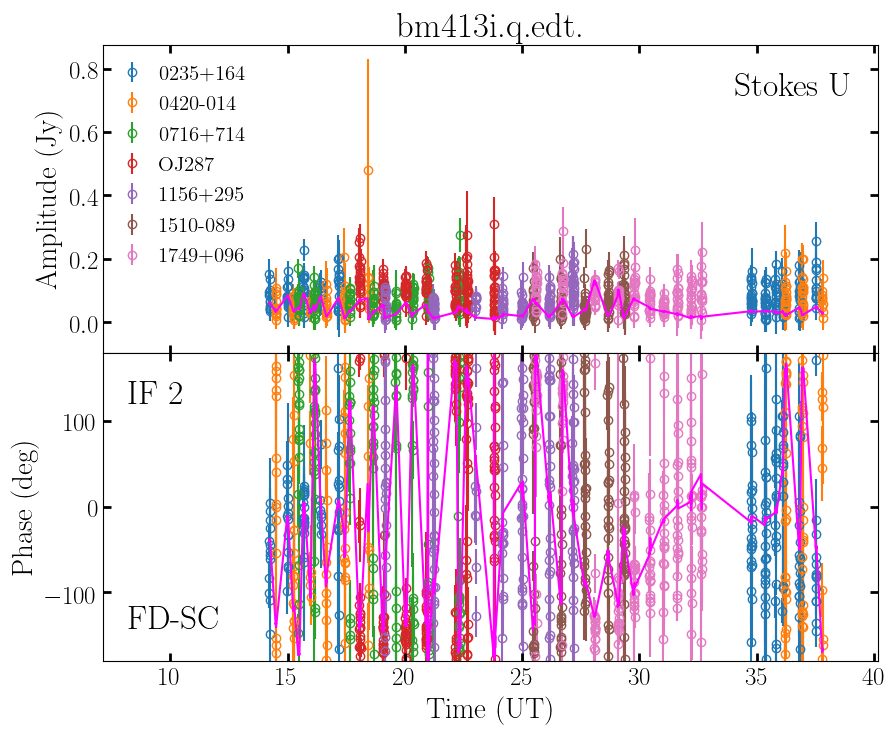 bm413i.q.edt.
Stokes U
0235+164
0420-014
0716+714
OJ287
1156+295
1510-089
1749+096
Amplitude (Jy)
0.8
0.6
0.4
0.2
0.0
IF 2
FD-SC
Phase (deg)
100
0
−100
10
15
20
25
30
35
40
Time (UT)